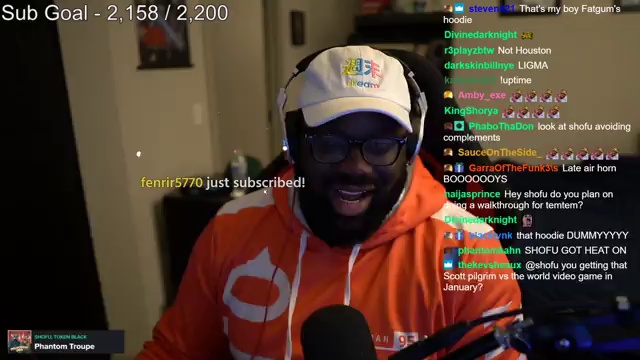 Sub Goal - 2,158 / 2,200
That's my boy Fatgum's
hoodie
Divinedarknight
r3playzbtw Not Houston
darkskinbillnye LIGMA
!uptime
Amby_exe
KingShorya
PhaboThaDon look at shofu avoiding
complements
SauceOnTheSide_
GarraOfTheFunk3\s Late air horn
BOOOOOOYS
naijasprince Hey shofu do you plan on
doing a walkthrough for temtem?
Divinedarknight
that hoodie DUMMYYYYY
SHOFU GOT HEAT ON
@shofu you getting that
Scott pilgrim vs the world video game in
January?
fenrir5770 just subscribed!
Phantom Troupe
95